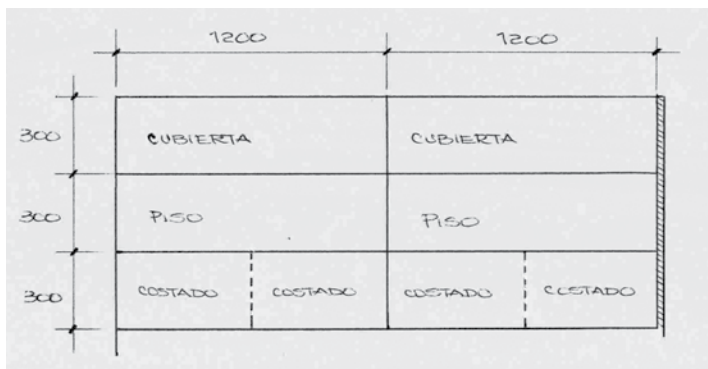 1200 1200
300 CUBIERTA CUBIERTA
300 PISO PISO
300 COSTADO COSTADO COSTADO COSTADO